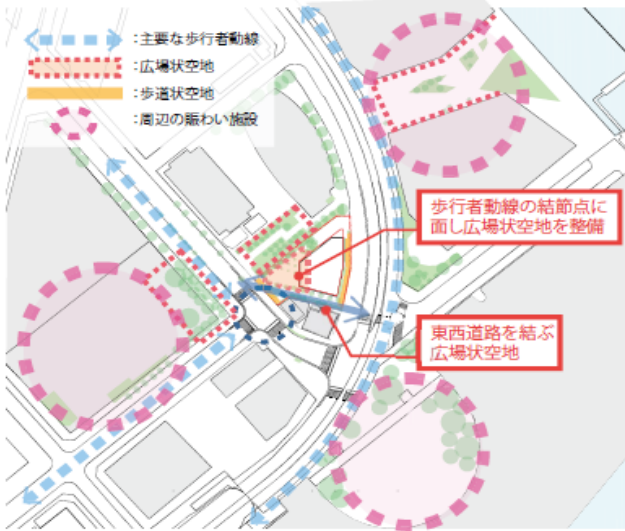 ：主要な歩行者動線
：広場状空地
：歩道状空地
：周辺の賑わい施設
歩行者動線の結節点に
面し広場状空地を整備
東西道路を結ぶ
広場状空地